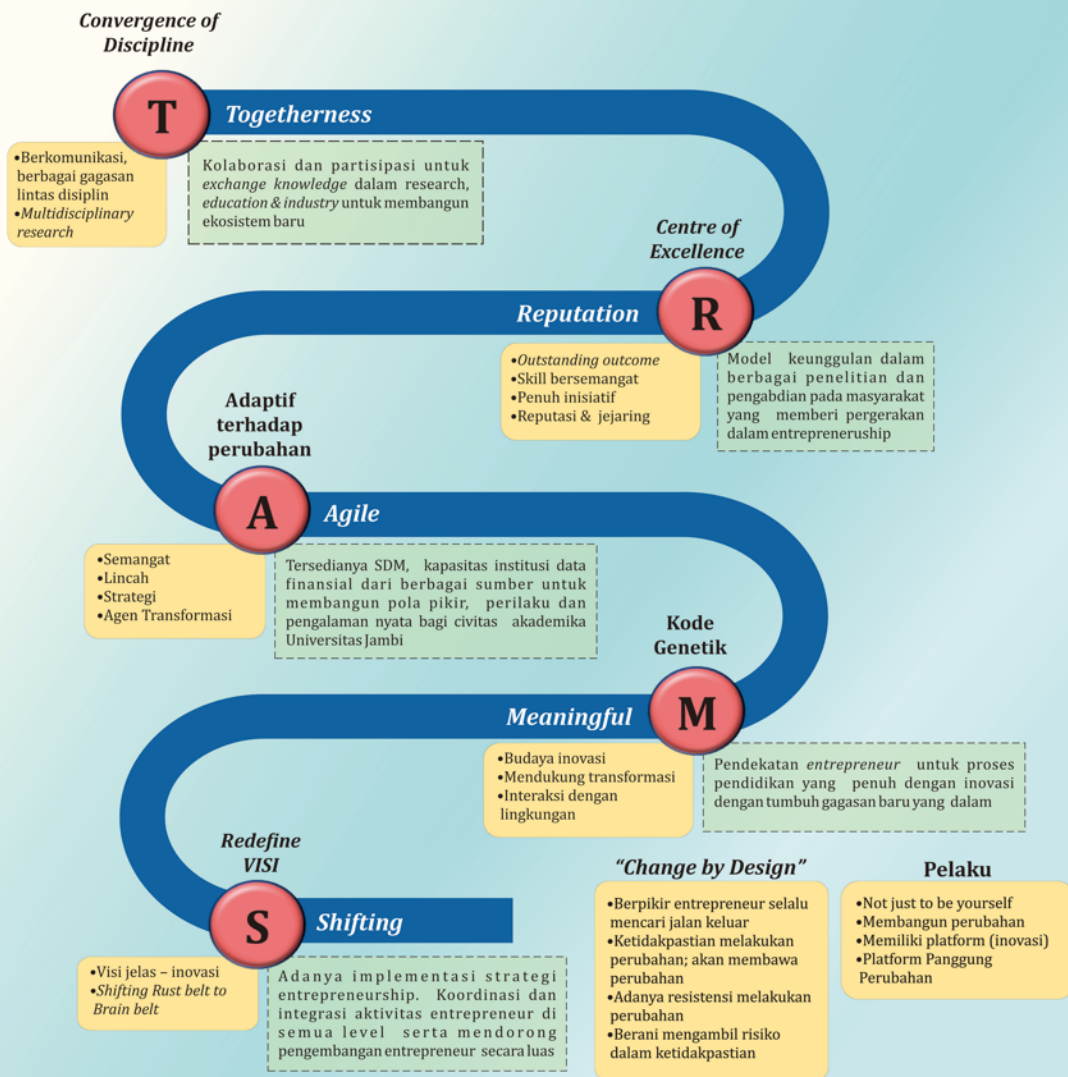 Convergence of
Discipline
T
Togetherness
•Berkomunikasi,
berbagai gagasan
lintas disiplin
•Multidisciplinary
research
Kolaborasi dan partisipasi untuk
exchange knowledge dalam research,
education & industry untuk membangun
ekosistem baru
Centre of
Excellence
Reputation
R
•Outstanding outcome
•Skill bersemangat
•Penuh inisiatif
•Reputasi & jejaring
Model keunggulan dalam
berbagai penelitian dan
pengabdian pada masyarakat
yang memberi pergerakan
dalam entrepreneruship
Adaptif
terhadap
perubahan
A
Agile
•Semangat
•Lincah
•Strategi
•Agen Transformasi
Tersedianya SDM, kapasitas institusi data
finansial dari berbagai sumber untuk
membangun pola pikir, perilaku dan
pengalaman nyata bagi civitas akademika
Universitas Jambi
Kode
Genetik
Meaningful
M
•Budaya inovasi
•Mendukung transformasi
•Interaksi dengan
lingkungan
Pendekatan entrepreneur untuk proses
pendidikan yang penuh dengan inovasi
dengan tumbuh gagasan baru yang dalam
Redefine
VISI
S
Shifting
•Visi jelas – inovasi
•Shifting Rust belt to
Brain belt
Adanya implementasi strategi
entrepreneurship. Koordinasi dan
integrasi aktivitas entrepreneur di
semua level serta mendorong
pengembangan entrepreneur secara luas
“Change by Design”
•Berpikir entrepreneur selalu
mencari jalan keluar
•Ketidakpastian melakukan
perubahan; akan membawa
perubahan
•Adanya resistensi melakukan
perubahan
•Berani mengambil risiko
dalam ketidakpastian
Pelaku
•Not just to be yourself
•Membangun perubahan
•Memiliki platform (inovasi)
•Platform Panggung
Perubahan